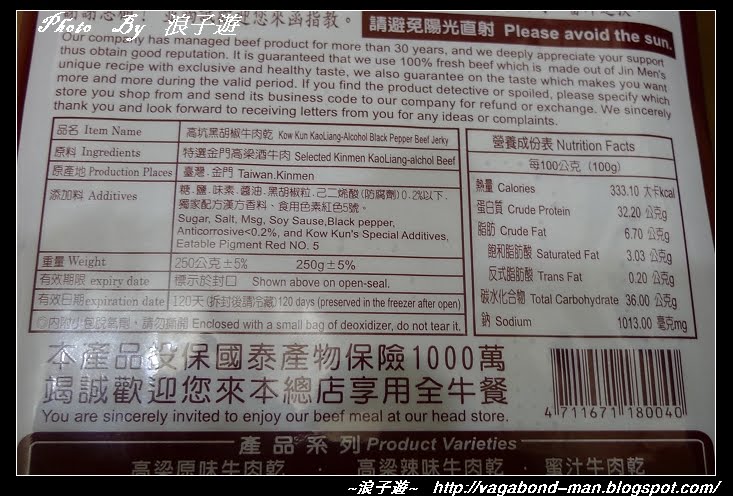 Photo By 浪子遊
來函指教。
請避免陽光直射 Please avoid the sun.
Our company has managed beef product for more than 30 years, and we deeply appreciate your support
thus obtain good reputation. It is guaranteed that we use 100% fresh beef which is made out of Jin Men's
unique recipe with exclusive and healthy taste, we also guarantee on the taste which makes you want
more and more during the valid period. If you find the product detective or spoiled, please specify which
store you shop from and send its business code to our company for refund or exchange. We sincerely
thank you and look forward to receiving letters from you for any ideas or complaints.
品名 Item Name 高坑黑胡椒牛肉乾 Kow Kun KaoLiang-Alcohol Black Pepper Beef Jerky
原料 Ingredients 特選金門高粱酒牛肉 Selected Kinmen KaoLiang-alchol Beef
原產地 Production Places 臺灣.金門 Taiwan.Kinmen
添加料 Additives 糖.鹽.味素.醬油.黑胡椒粒.己二烯酸(防腐劑)0.2%以下.
獨家配方漢方香料、食用色素紅色5號。
Sugar, Salt, Msg, Soy Sause,Black pepper,
Anticorrosive<0.2%, and Kow Kun's Special Additives,
Eatable Pigment Red NO. 5
重量 Weight 250公克±5% 250g±5%
有效期限 expiry date 標示於封口 Shown above on open-seal.
有效日期 expiration date 120天(拆封後請冷藏)120 days (preserved in the freezer after open)
◎內附小包脫氧劑，請勿撕開 Enclosed with a small bag of deoxidizer, do not tear it.
營養成份表 Nutrition Facts
每100公克 (100g)
熱量 Calories 333.10 大卡kcal
蛋白質 Crude Protein 32.20 公克g
脂肪 Crude Fat 6.70 公克g
飽和脂肪酸 Saturated Fat 3.03 公克g
反式脂肪酸 Trans Fat 0.20 公克g
碳水化合物 Total Carbohydrate 36.00 公克g
鈉 Sodium 1013.00 毫克mg
本產品投保國泰產物保險1000萬
竭誠歡迎您來本總店享用全牛餐
You are sincerely invited to enjoy our beef meal at our head store.
4 711671 180040
產品系列 Product Varieties
高粱原味牛肉乾 · 高粱辣味牛肉乾 · 蜜汁牛肉乾
~浪子遊~ http://vagabond-man.blogspot.com/